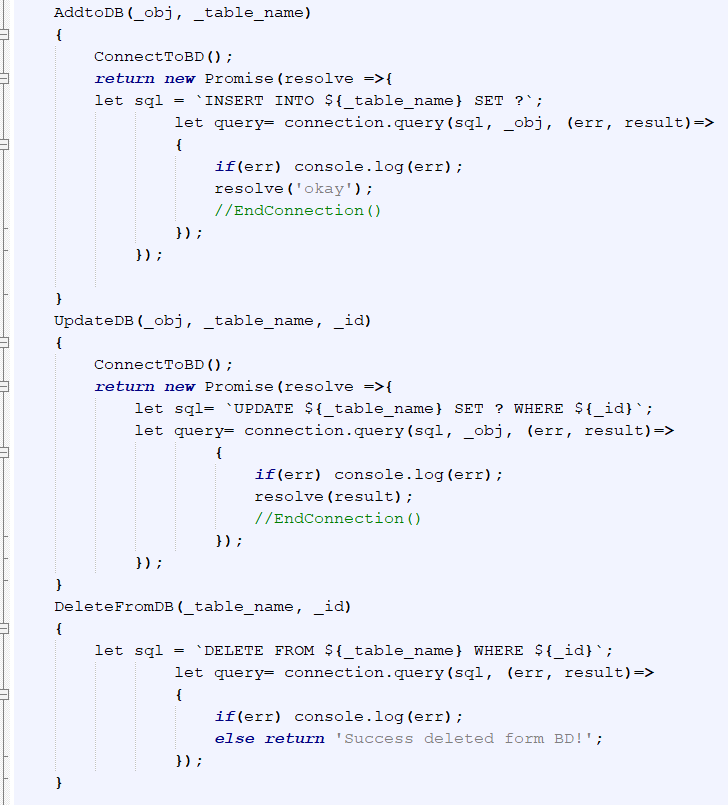 AddtoDB(_obj, _table_name)
{
ConnectToBD();
return new Promise(resolve =>{
let sql = `INSERT INTO ${_table_name} SET ?`;
let query= connection.query(sql, _obj, (err, result)=>
{
if(err) console.log(err);
resolve('okay');
//EndConnection()
});
});
}
UpdateDB(_obj, _table_name, _id)
{
ConnectToBD();
return new Promise(resolve =>{
let sql= `UPDATE ${_table_name} SET ? WHERE ${_id}`;
let query= connection.query(sql, _obj, (err, result)=>
{
if(err) console.log(err);
resolve(result);
//EndConnection()
});
});
}
DeleteFromDB(_table_name, _id)
{
let sql = `DELETE FROM ${_table_name} WHERE ${_id}`;
let query= connection.query(sql, (err, result)=>
{
if(err) console.log(err);
else return 'Success deleted form BD!';
});
}